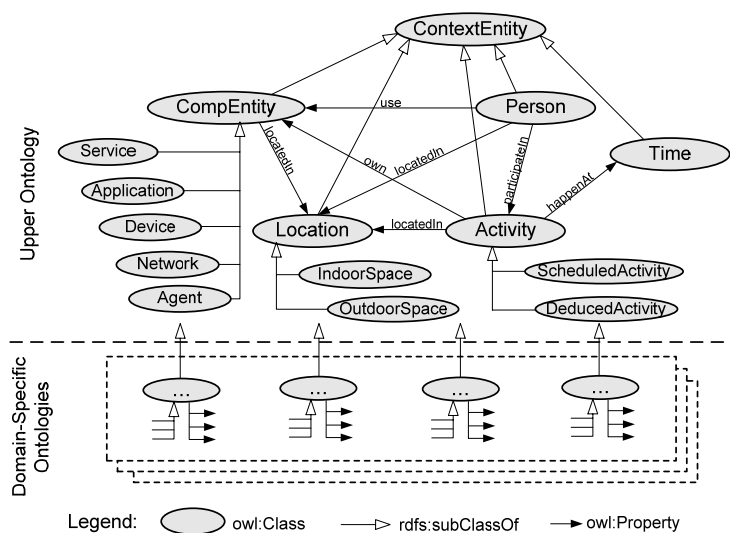 ContextEntity
CompEntity
use
Person
Service
locatedIn
own
locatedIn
participateIn
Time
Application
happenAt
Device
Location
locatedIn
Activity
Network
IndoorSpace
ScheduledActivity
Agent
OutdoorSpace
DeducedActivity
Upper Ontology
...
...
...
...
Domain-Specific
Ontologies
Legend:
owl:Class
rdfs:subClassOf
owl:Property